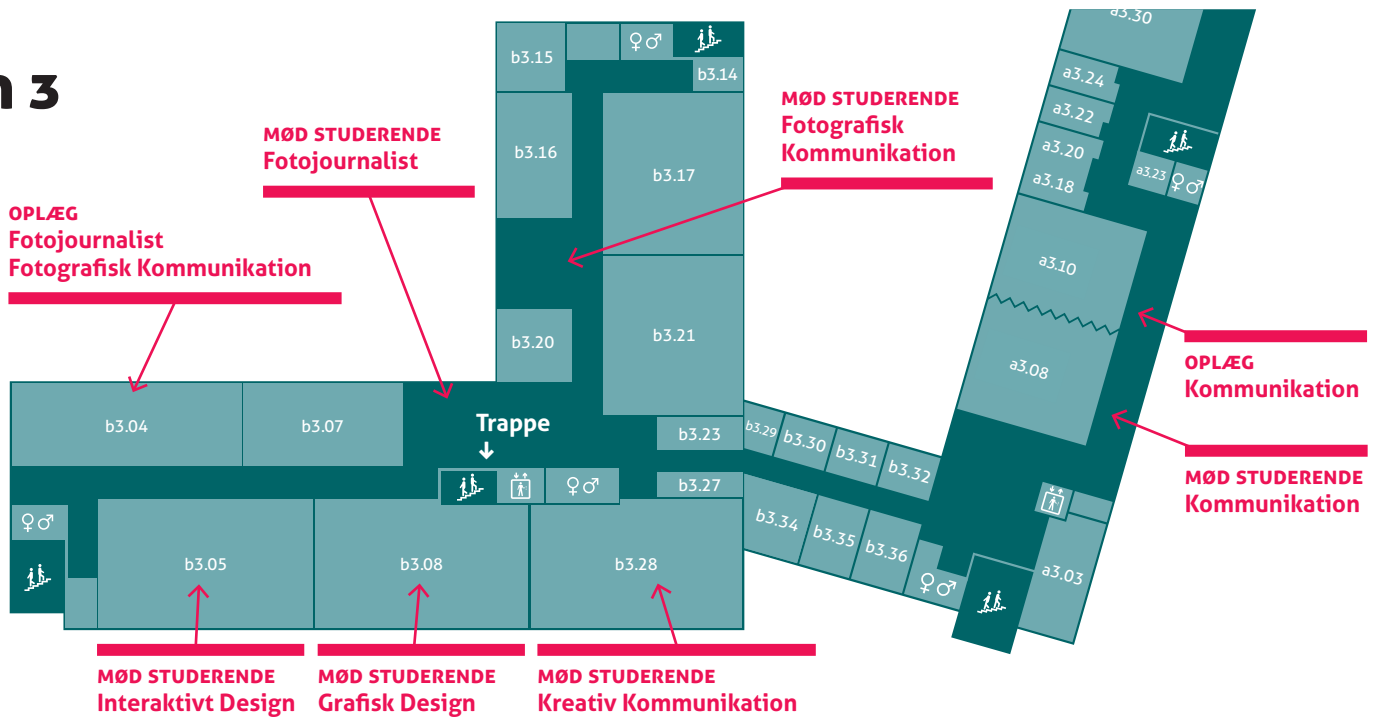 n 3
MØD STUDERENDE
Fotojournalist
OPLÆG
Fotojournalist
Fotografisk Kommunikation
MØD STUDERENDE
Fotografisk
Kommunikation
b3.15
b3.14
b3.16
b3.17
b3.20
b3.21
b3.04
b3.07
Trappe
b3.23
b3.27
b3.29
b3.30
b3.31
b3.32
b3.05
b3.08
b3.28
b3.34
b3.35
b3.36
a3.30
a3.24
a3.22
a3.20
a3.18
a3.23
a3.10
a3.08
a3.03
OPLÆG
Kommunikation
MØD STUDERENDE
Kommunikation
MØD STUDERENDE
Interaktivt Design
MØD STUDERENDE
Grafisk Design
MØD STUDERENDE
Kreativ Kommunikation